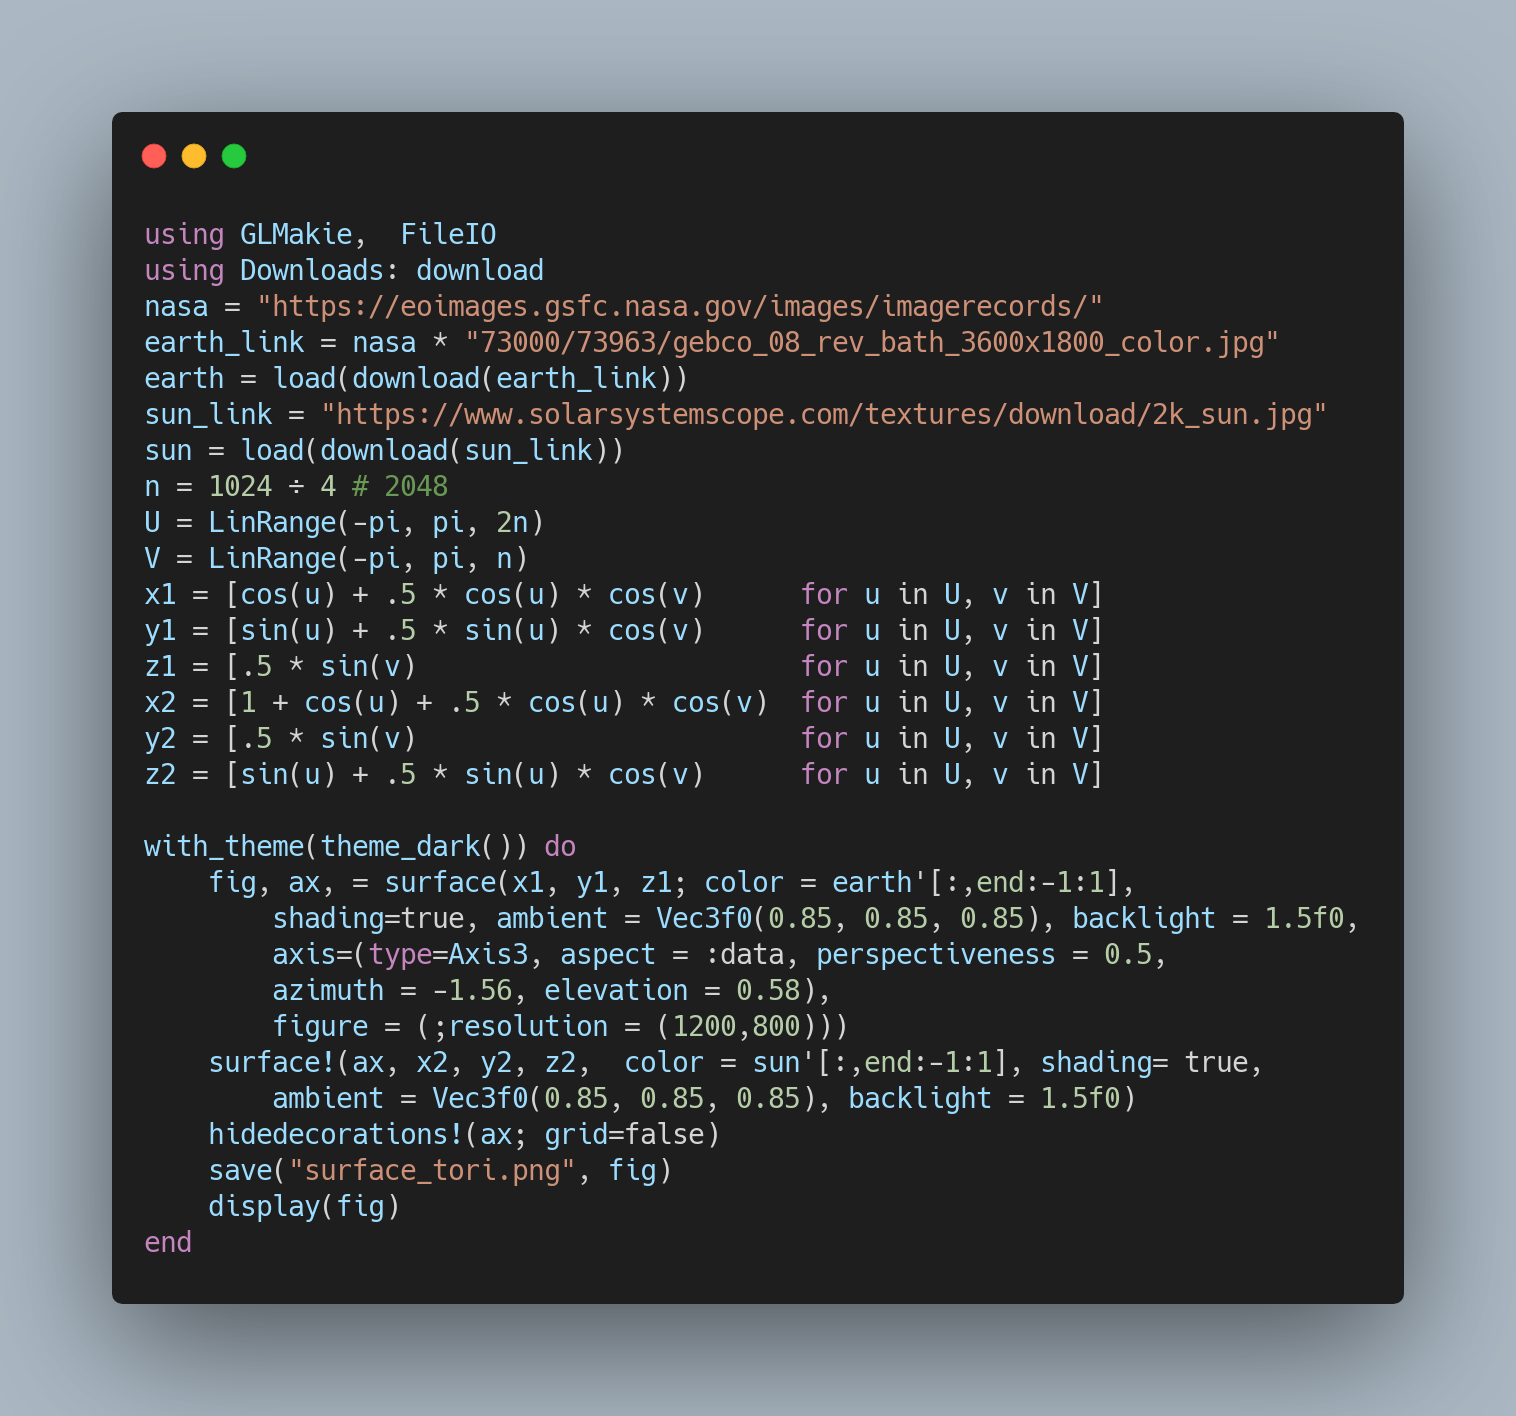 using GLMakie,  FileIO
using Downloads: download
nasa = "https://eoimages.gsfc.nasa.gov/images/imagerecords/"
earth_link = nasa * "73000/73963/gebco_08_rev_bath_3600x1800_color.jpg"
earth = load(download(earth_link))
sun_link = "https://www.solarsystemscope.com/textures/download/2k_sun.jpg"
sun = load(download(sun_link))
n = 1024 ÷ 4 # 2048
U = LinRange(-pi, pi, 2n)
V = LinRange(-pi, pi, n)
x1 = [cos(u) + .5 * cos(u) * cos(v)      for u in U, v in V]
y1 = [sin(u) + .5 * sin(u) * cos(v)      for u in U, v in V]
z1 = [.5 * sin(v)                        for u in U, v in V]
x2 = [1 + cos(u) + .5 * cos(u) * cos(v)  for u in U, v in V]
y2 = [.5 * sin(v)                        for u in U, v in V]
z2 = [sin(u) + .5 * sin(u) * cos(v)      for u in U, v in V]

with_theme(theme_dark()) do
    fig, ax, = surface(x1, y1, z1; color = earth'[:,end:-1:1],
        shading=true, ambient = Vec3f0(0.85, 0.85, 0.85), backlight = 1.5f0,
        axis=(type=Axis3, aspect = :data, perspectiveness = 0.5,
        azimuth = -1.56, elevation = 0.58),
        figure = (;resolution = (1200,800)))
    surface!(ax, x2, y2, z2,  color = sun'[:,end:-1:1], shading= true,
        ambient = Vec3f0(0.85, 0.85, 0.85), backlight = 1.5f0)
    hidedecorations!(ax; grid=false)
    save("surface_tori.png", fig)
    display(fig)
end